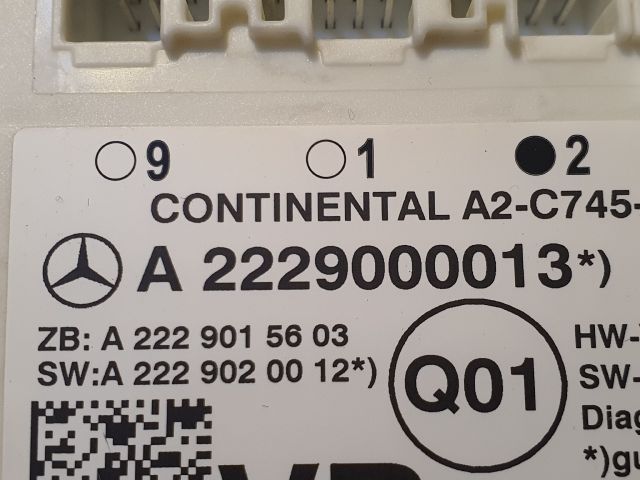 9 1 2
CONTINENTAL A2-C745-
A 2229000013*)
ZB: A 222 901 56 03
SW:A 222 902 00 12*)
Q01
HW-
SW-
Diag
*)gu